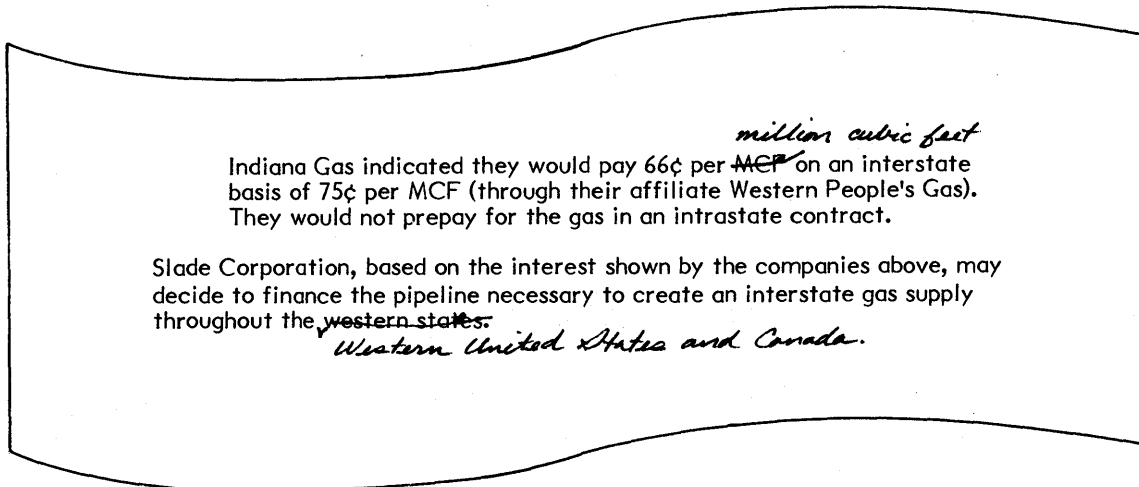 million cubic feet
Indiana Gas indicated they would pay 66¢ per MCF on an interstate
basis of 75¢ per MCF (through their affiliate Western People's Gas).
They would not prepay for the gas in an intrastate contract.
Slade Corporation, based on the interest shown by the companies above, may
decide to finance the pipeline necessary to create an interstate gas supply
throughout the western states.
Western United States and Canada.